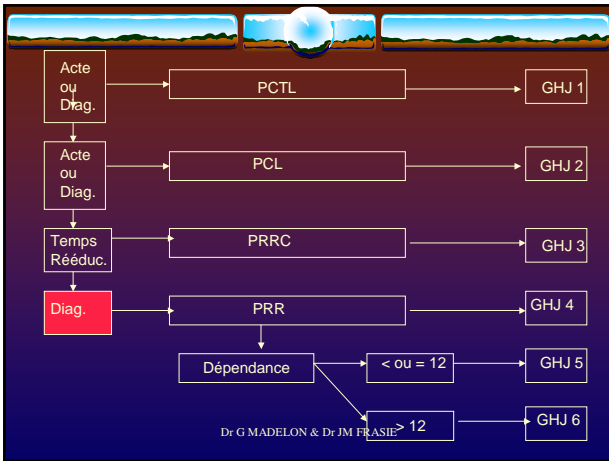 Acte
ou
Diag.
PCTL
GHJ 1
Acte
ou
Diag.
PCL
GHJ 2
Temps
Rééduc.
PRRC
GHJ 3
Diag.
PRR
GHJ 4
Dépendance
< ou = 12
GHJ 5
> 12
GHJ 6
Dr G MADELON & Dr JM FRASIE